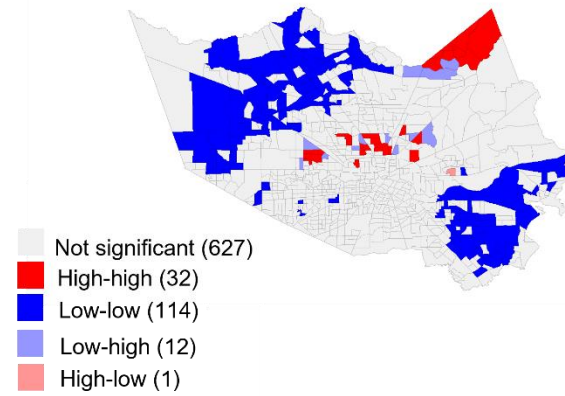 Not significant (627)
High-high (32)
Low-low (114)
Low-high (12)
High-low (1)